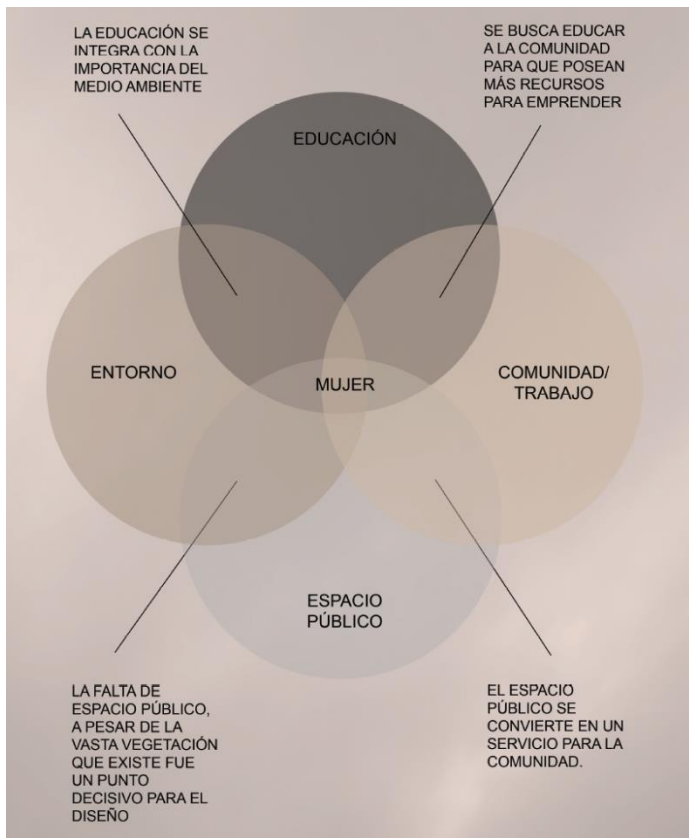 LA EDUCACIÓN SE
INTEGRA CON LA
IMPORTANCIA DEL
MEDIO AMBIENTE
SE BUSCA EDUCAR
A LA COMUNIDAD
PARA QUE POSEAN
MÁS RECURSOS
PARA EMPRENDER
EDUCACIÓN
ENTORNO
MUJER
COMUNIDAD/
TRABAJO
ESPACIO
PÚBLICO
LA FALTA DE
ESPACIO PÚBLICO,
A PESAR DE LA
VASTA VEGETACIÓN
QUE EXISTE FUE
UN PUNTO
DECISIVO PARA EL
DISEÑO
EL ESPACIO
PÚBLICO SE
CONVIERTE EN UN
SERVICIO PARA LA
COMUNIDAD.